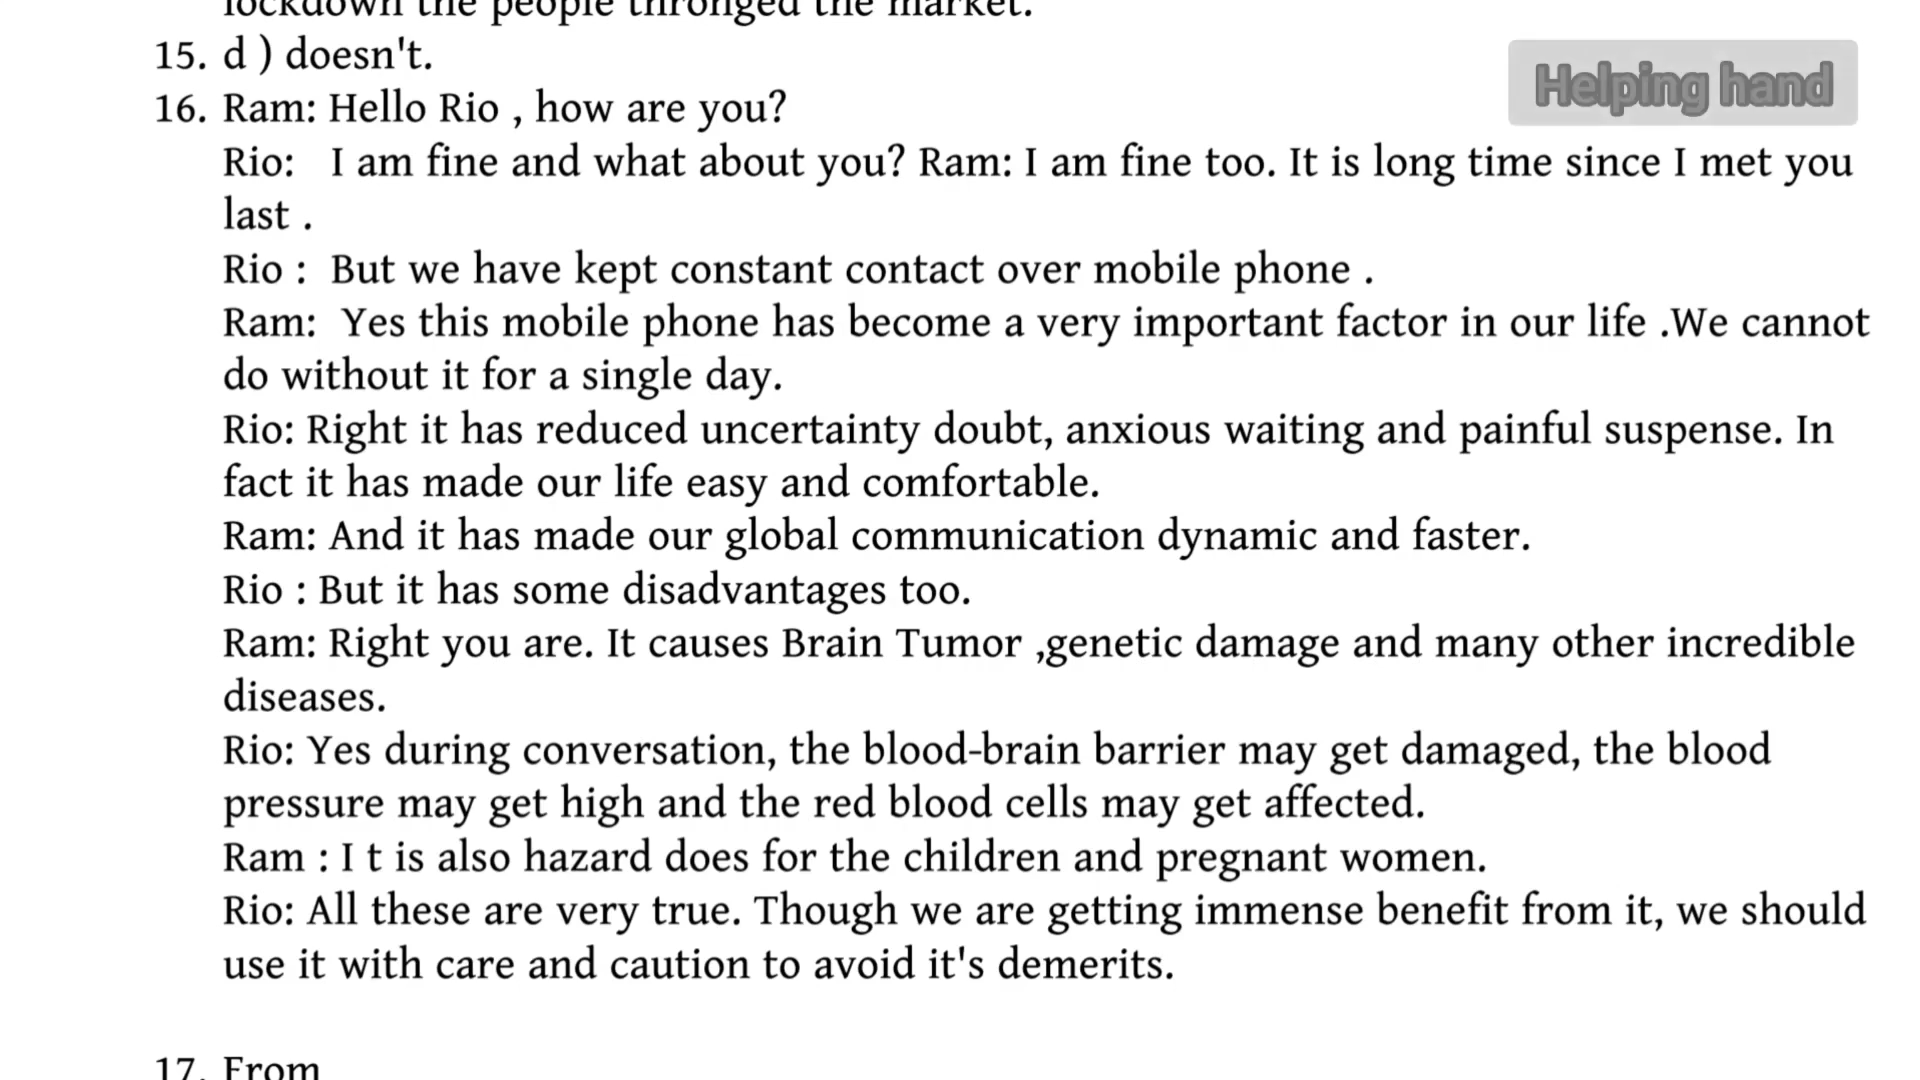 lockdown the people thronged the market.
15. d ) doesn't.
Helping hand
16. Ram: Hello Rio , how are you?
Rio:   I am fine and what about you? Ram: I am fine too. It is long time since I met you
last .
Rio :  But we have kept constant contact over mobile phone .
Ram:  Yes this mobile phone has become a very important factor in our life .We cannot
do without it for a single day.
Rio: Right it has reduced uncertainty doubt, anxious waiting and painful suspense. In
fact it has made our life easy and comfortable.
Ram: And it has made our global communication dynamic and faster.
Rio : But it has some disadvantages too.
Ram: Right you are. It causes Brain Tumor ,genetic damage and many other incredible
diseases.
Rio: Yes during conversation, the blood-brain barrier may get damaged, the blood
pressure may get high and the red blood cells may get affected.
Ram : I t is also hazard does for the children and pregnant women.
Rio: All these are very true. Though we are getting immense benefit from it, we should
use it with care and caution to avoid it's demerits.
17. From